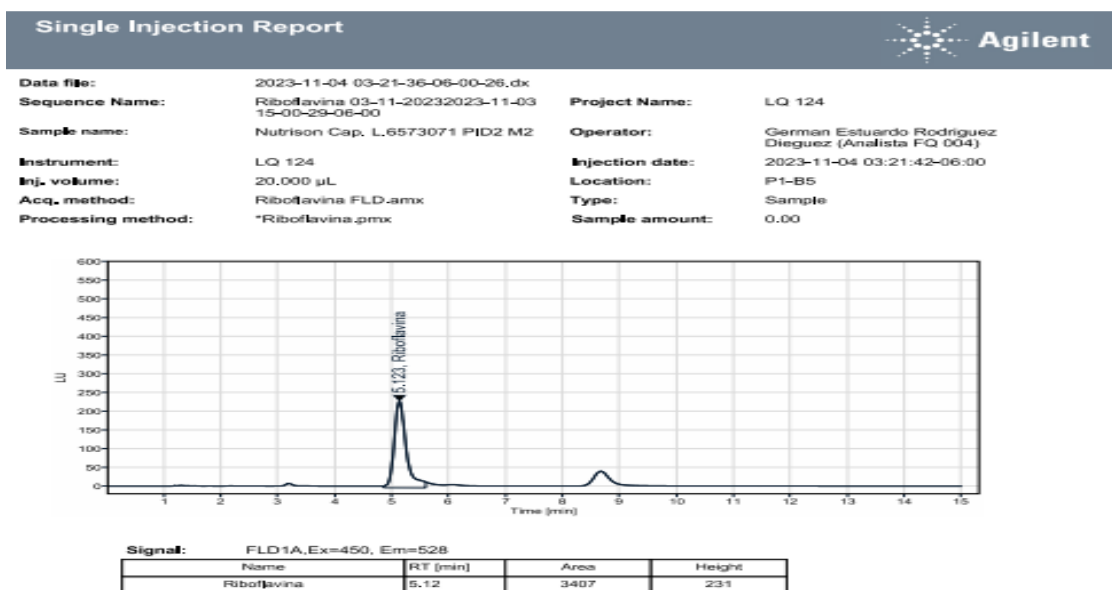 Single Injection Report
Agilent
Data file: 2023-11-04 03-21-36-06-00-26.dx
Sequence Name: Riboflavina 03-11-20232023-11-03 15-00-29-06-00 Project Name: LQ 124
Sample name: Nutrison Cap. L.6573071 PID2 M2 Operator: German Estuardo Rodriguez Dieguez (Analista FQ 004)
Instrument: LQ 124 Injection date: 2023-11-04 03:21:42-06:00
Inj. volume: 20.000 µL Location: P1-B5
Acq. method: Riboflavina FLD.amx Type: Sample
Processing method: *Riboflavina.pmx Sample amount: 0.00
600
550
500
450
400
350
300
250
200
150
100
50
0
LU
5.123, Riboflavina
1 2 3 4 5 6 7 8 9 10 11 12 13 14 15
Time [min]
Signal: FLD1A,Ex=450, Em=528
Name RT [min] Area Height
Riboflavina 5.12 3407 231